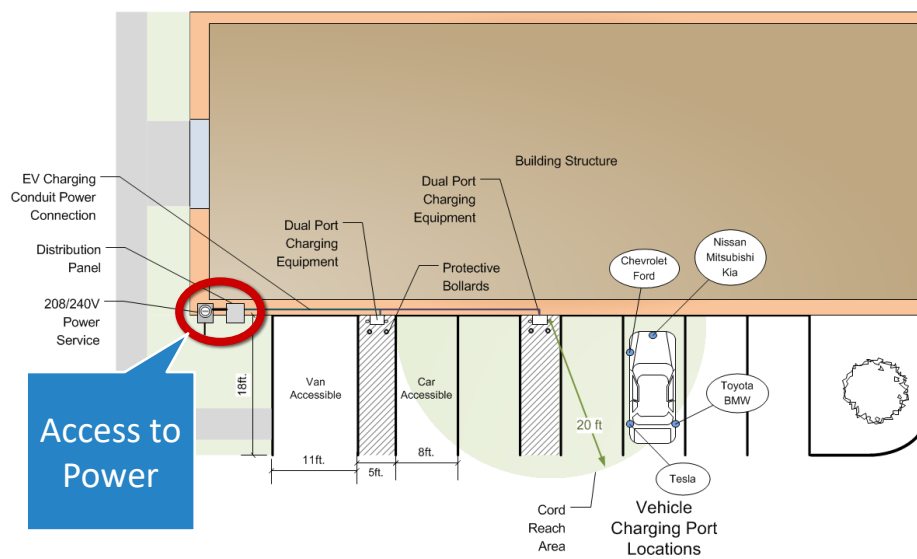 Building Structure
EV Charging
Conduit Power
Connection
Dual Port
Charging
Equipment
Dual Port
Charging
Equipment
Distribution
Panel
Protective
Bollards
Chevrolet
Ford
Nissan
Mitsubishi
Kia
208/240V
Power
Service
18ft.
Van
Accessible
Car
Accessible
Toyota
BMW
20 ft
Access to
Power
11ft.
5ft.
8ft.
Tesla
Cord
Reach
Area
Vehicle
Charging Port
Locations